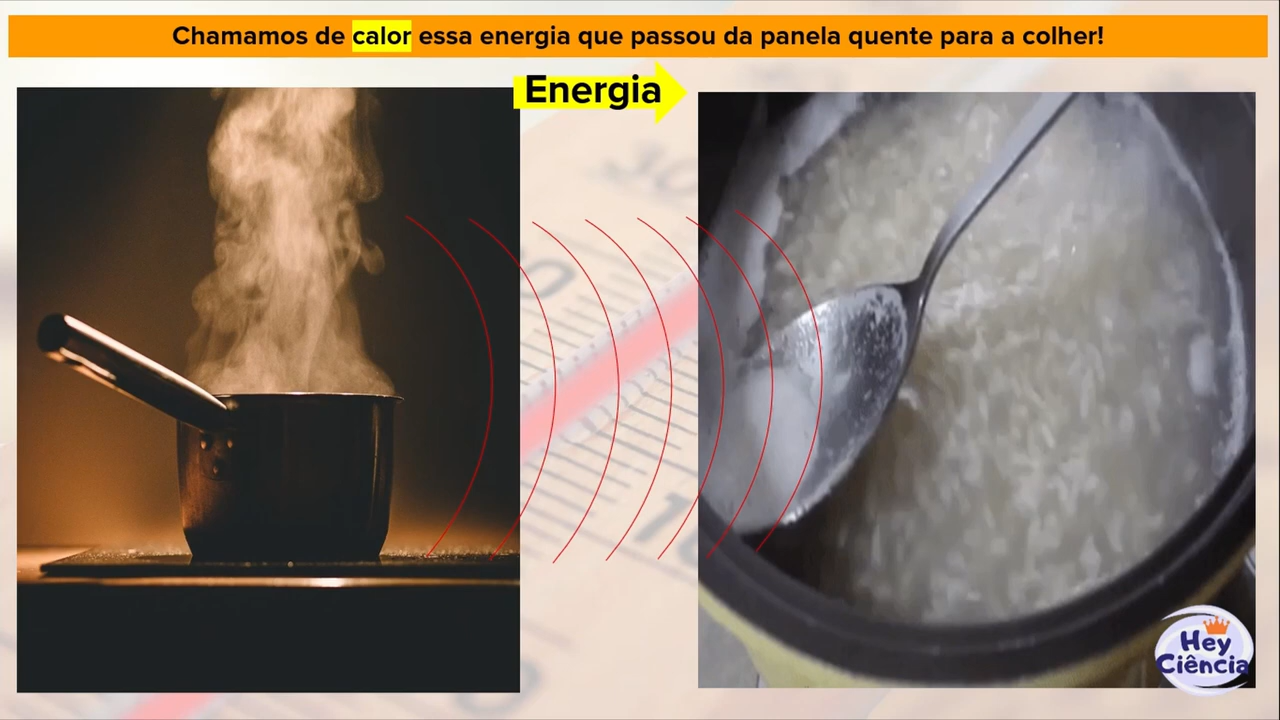 Chamamos de calor essa energia que passou da panela quente para a colher!
Energia
Hey
Ciência